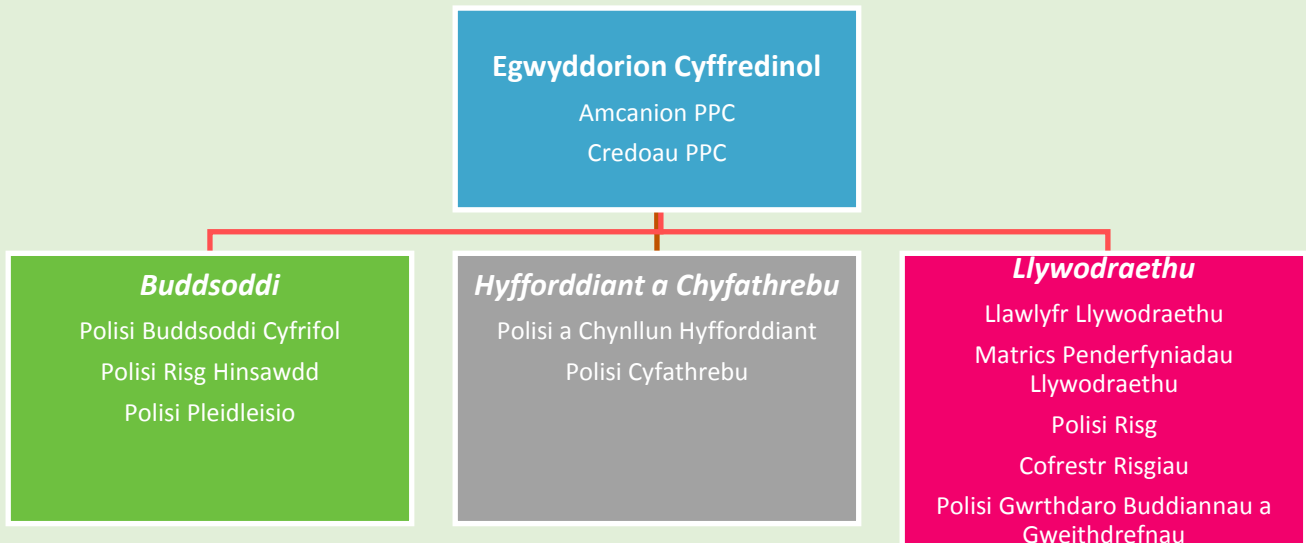 Egwyddorion Cyffredinol
Amcanion PPC
Credoau PPC
Buddsoddi
Polisi Buddsoddi Cyfrifol
Polisi Risg Hinsawdd
Polisi Pleidleisio
Hyfforddiant a Chyfathrebu
Polisi a Chynllun Hyfforddiant
Polisi Cyfathrebu
Llywodraethu
Llawlyfr Llywodraethu
Matrics Penderfyniadau
Llywodraethu
Polisi Risg
Cofrestr Risgiau
Polisi Gwrthdaro Buddiannau a
Gweithdrefnau